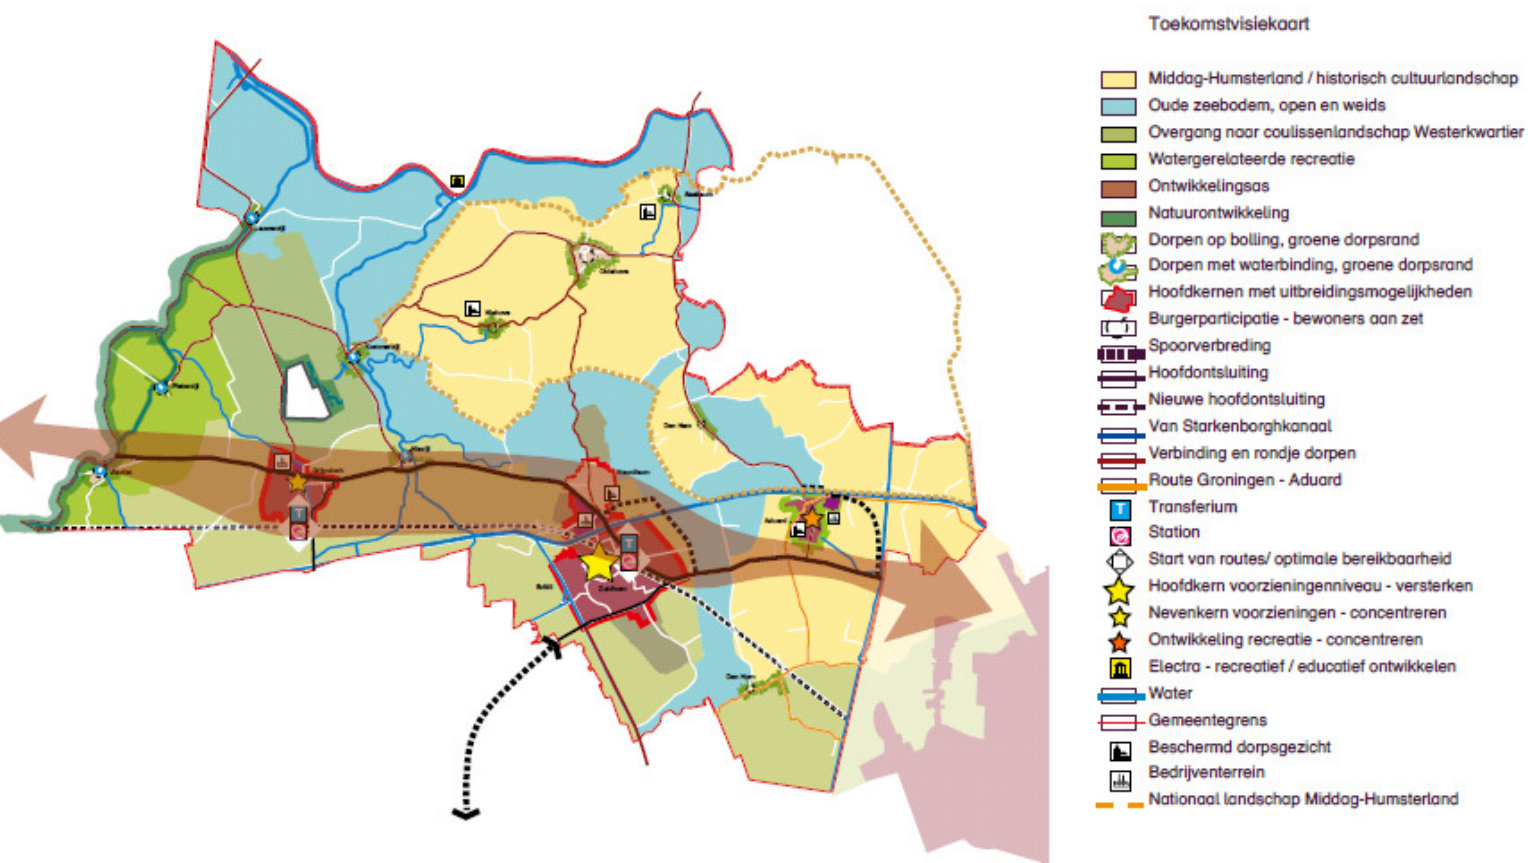 Toekomstvisiekaart
Middag-Humsterland / historisch cultuurlandschap
Oude zeebodem, open en weids
Overgang naar coulissenlandschap Westerkwartier
Watergerelateerde recreatie
Ontwikkelingsas
Natuurontwikkeling
Dorpen op bolling, groene dorpsrand
Dorpen met waterbinding, groene dorpsrand
Hoofdkernen met uitbreidingsmogelijkheden
Burgerparticipatie - bewoners aan zet
Spoorverbreding
Hoofdontsluiting
Nieuwe hoofdontsluiting
Van Starkenborghkanaal
Verbinding en rondje dorpen
Route Groningen - Aduard
T Transferium
Station
Start van routes/ optimale bereikbaarheid
Hoofdkern voorzieningenniveau - versterken
Nevenkern voorzieningen - concentreren
Ontwikkeling recreatie - concentreren
Electra - recreatief / educatief ontwikkelen
Water
Gemeentegrens
Beschermd dorpsgezicht
Bedrijventerrein
Nationaal landschap Middag-Humsterland
Den Ham
Aduard
T
T
Zuidhorn
Den Horn